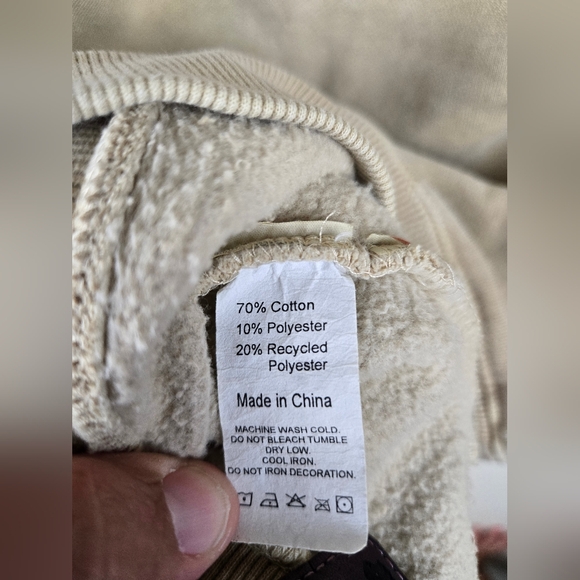 70% Cotton
10% Polyester
20% Recycled
Polyester
Made in China
MACHINE WASH COLD.
DO NOT BLEACH TUMBLE
DRY LOW.
COOL IRON.
DO NOT IRON DECORATION.